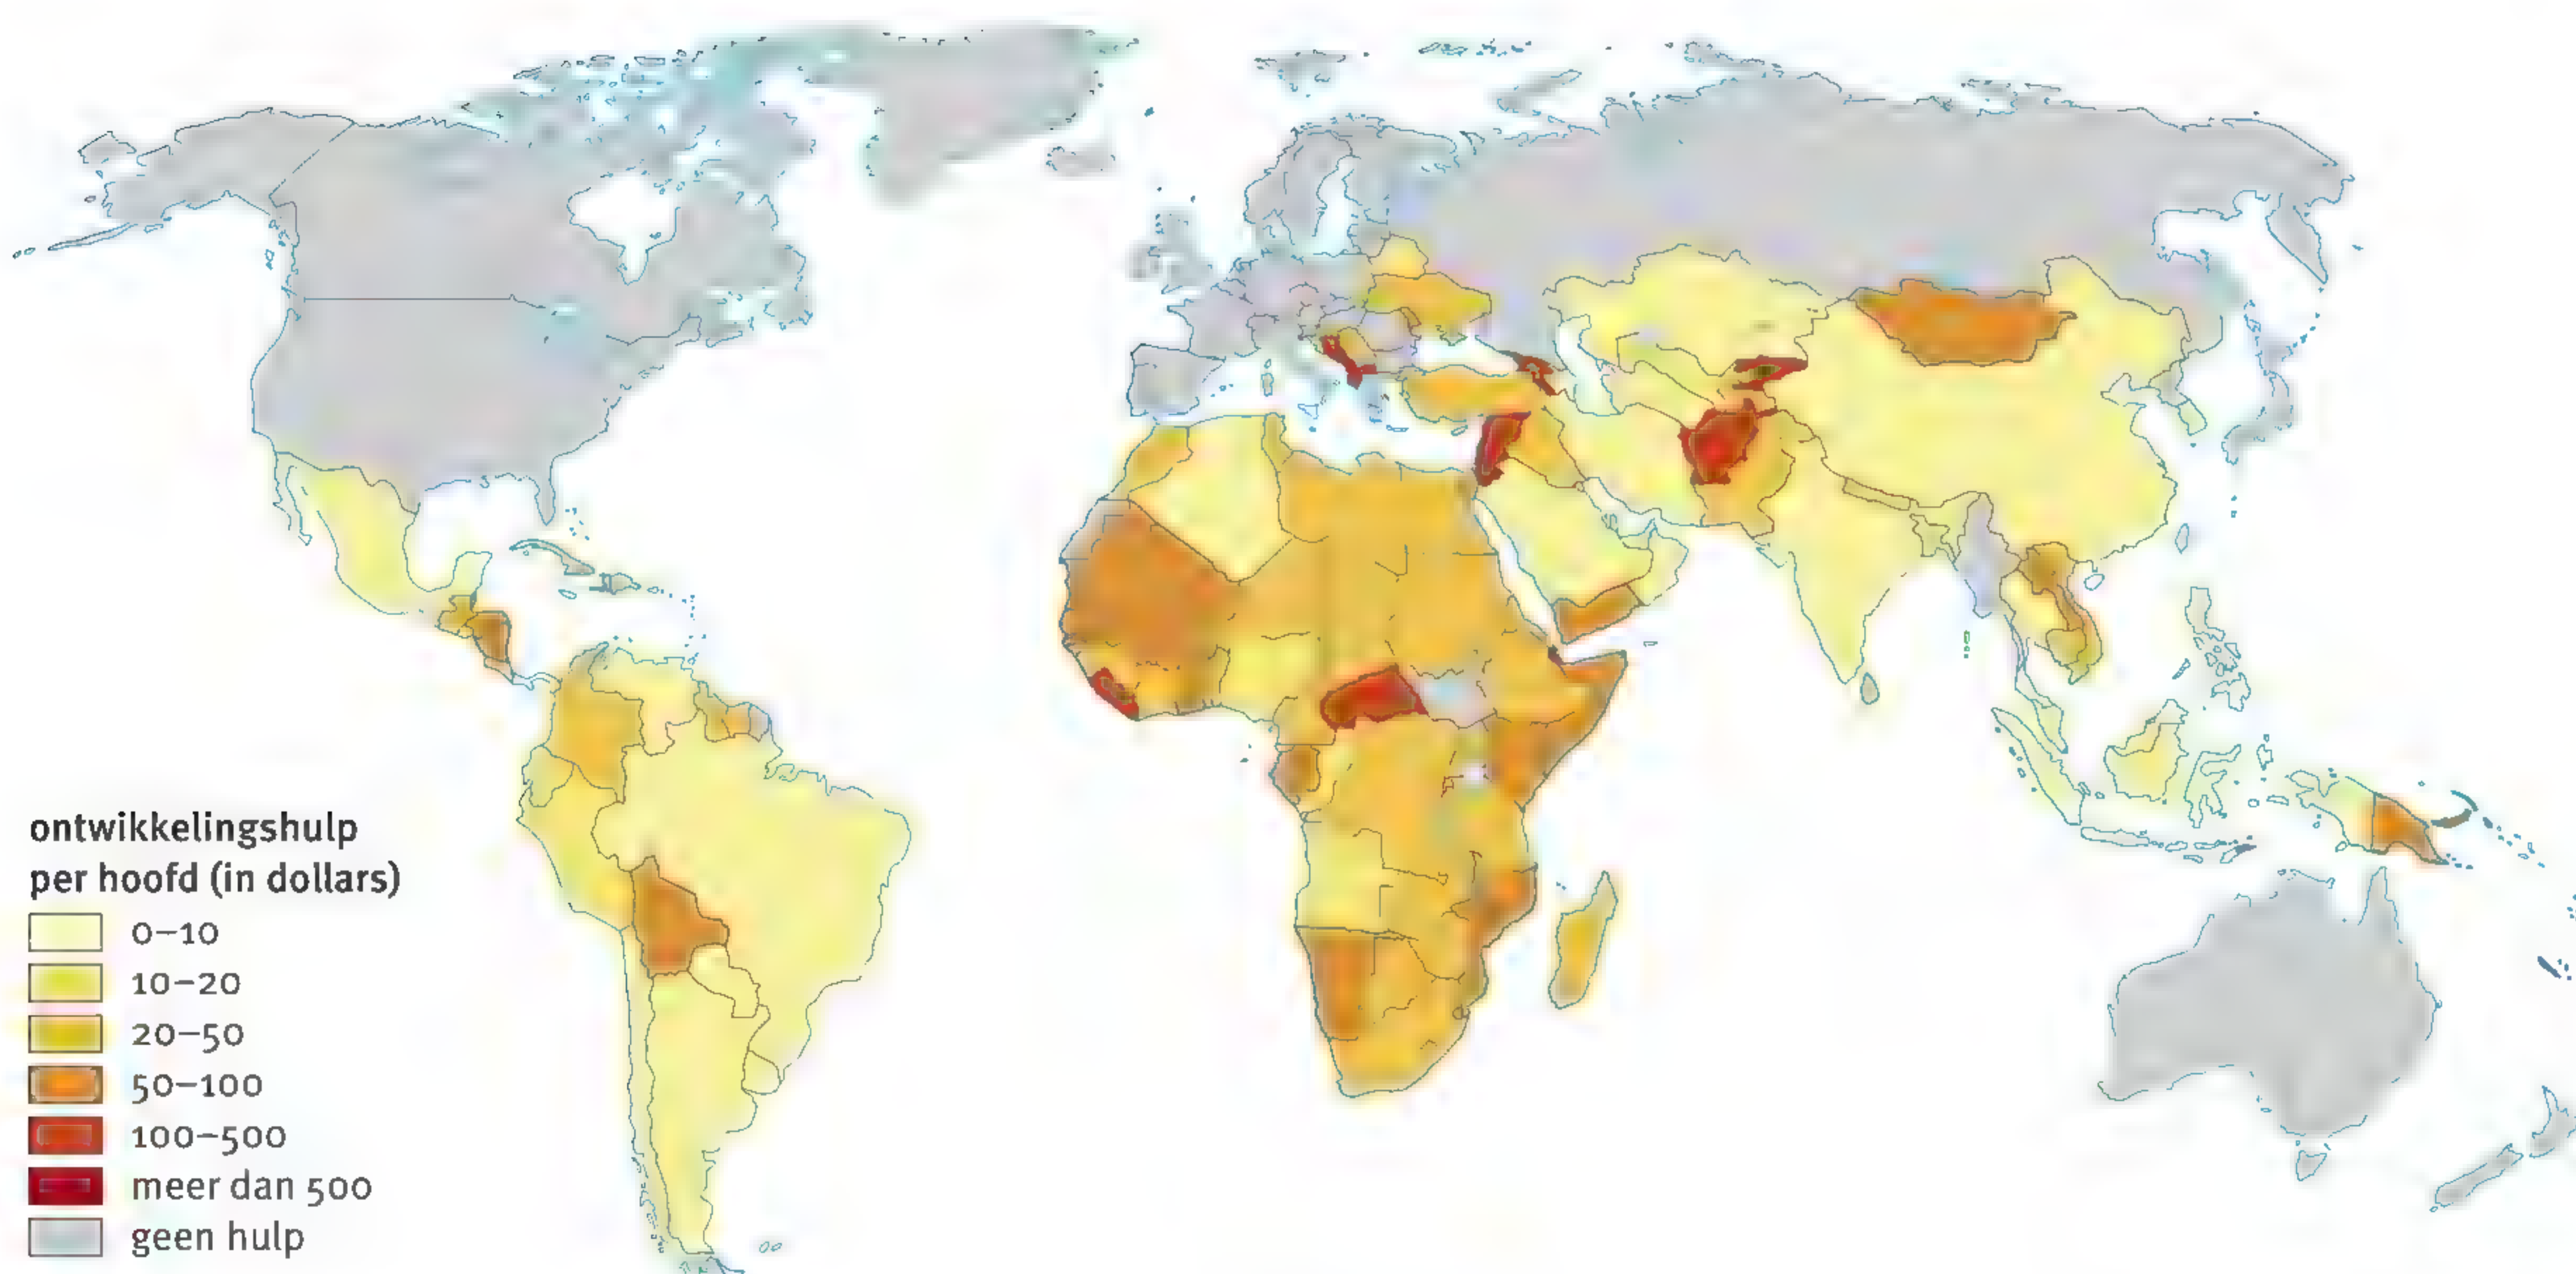 ontwikkelingshulp
per hoofd (in dollars)
0–10
10–20
20–50
50–100
100–500
meer dan 500
geen hulp